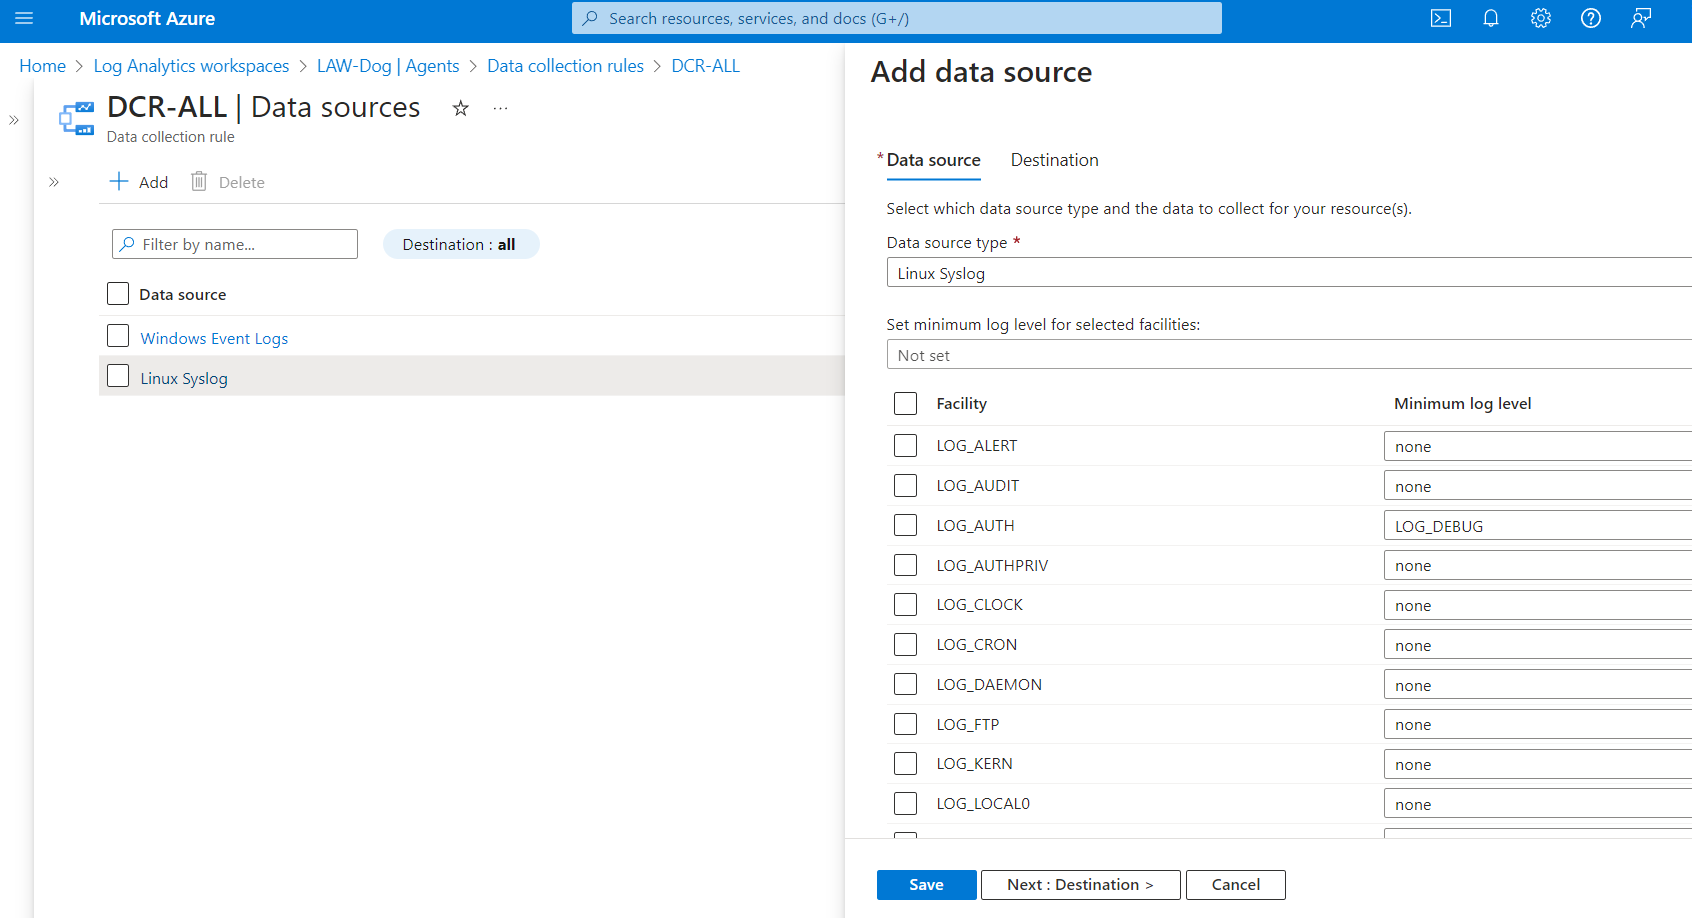 Microsoft Azure
Search resources, services, and docs (G+/)
Home > Log Analytics workspaces > LAW-Dog | Agents > Data collection rules > DCR-ALL
DCR-ALL | Data sources
Data collection rule
Add
Delete
Filter by name...
Destination : all
Data source
Windows Event Logs
Linux Syslog
Add data source
* Data source
Destination
Select which data source type and the data to collect for your resource(s).
Data source type *
Linux Syslog
Set minimum log level for selected facilities:
Not set
Facility Minimum log level
LOG_ALERT none
LOG_AUDIT none
LOG_AUTH LOG_DEBUG
LOG_AUTHPRIV none
LOG_CLOCK none
LOG_CRON none
LOG_DAEMON none
LOG_FTP none
LOG_KERN none
LOG_LOCAL0 none
Save
Next : Destination >
Cancel